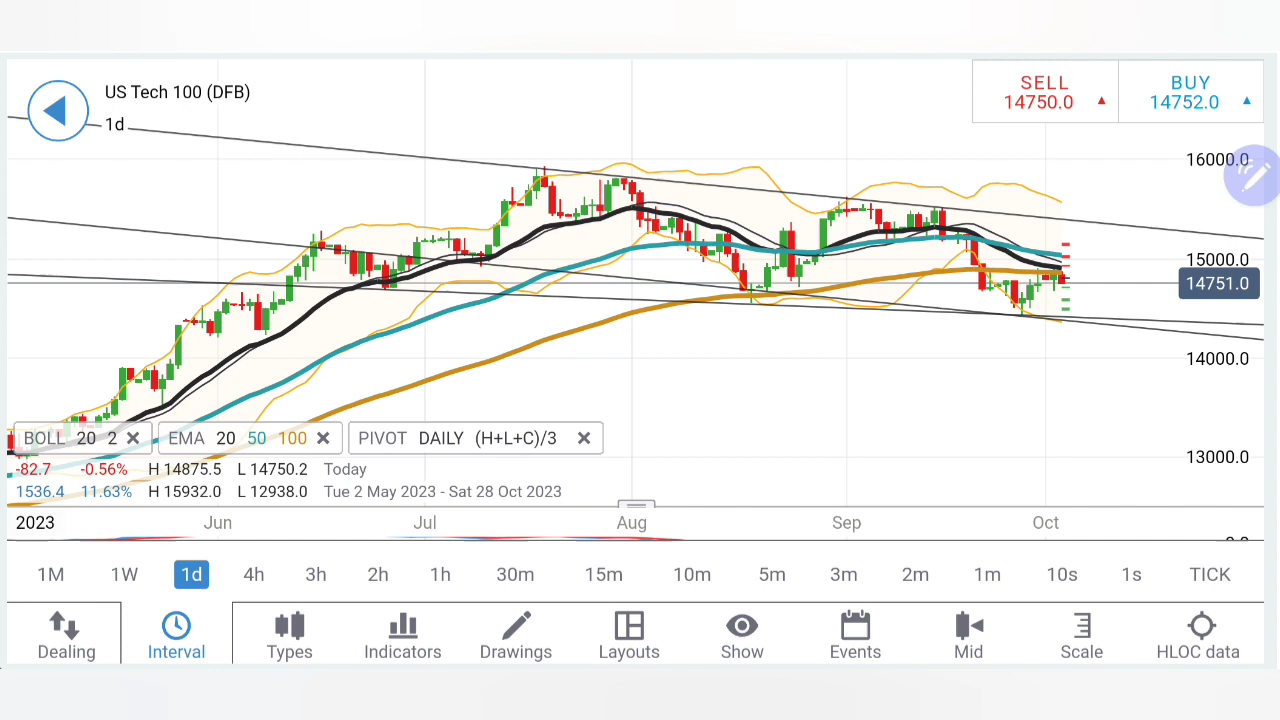 US Tech 100 (DFB)
1d
SELL
14750.0
BUY
14752.0
16000.0
15000.0
14751.0
14000.0
13000.0
BOLL 20 2
EMA 20 50 100
PIVOT DAILY (H+L+C)/3
-82.7 -0.56% H 14875.5 L 14750.2 Today
1536.4 11.63% H 15932.0 L 12938.0 Tue 2 May 2023 - Sat 28 Oct 2023
2023 Jun Jul Aug Sep Oct
1M 1W 1d 4h 3h 2h 1h 30m 15m 10m 5m 3m 2m 1m 10s 1s TICK
Dealing Interval Types Indicators Drawings Layouts Show Events Mid Scale HLOC data